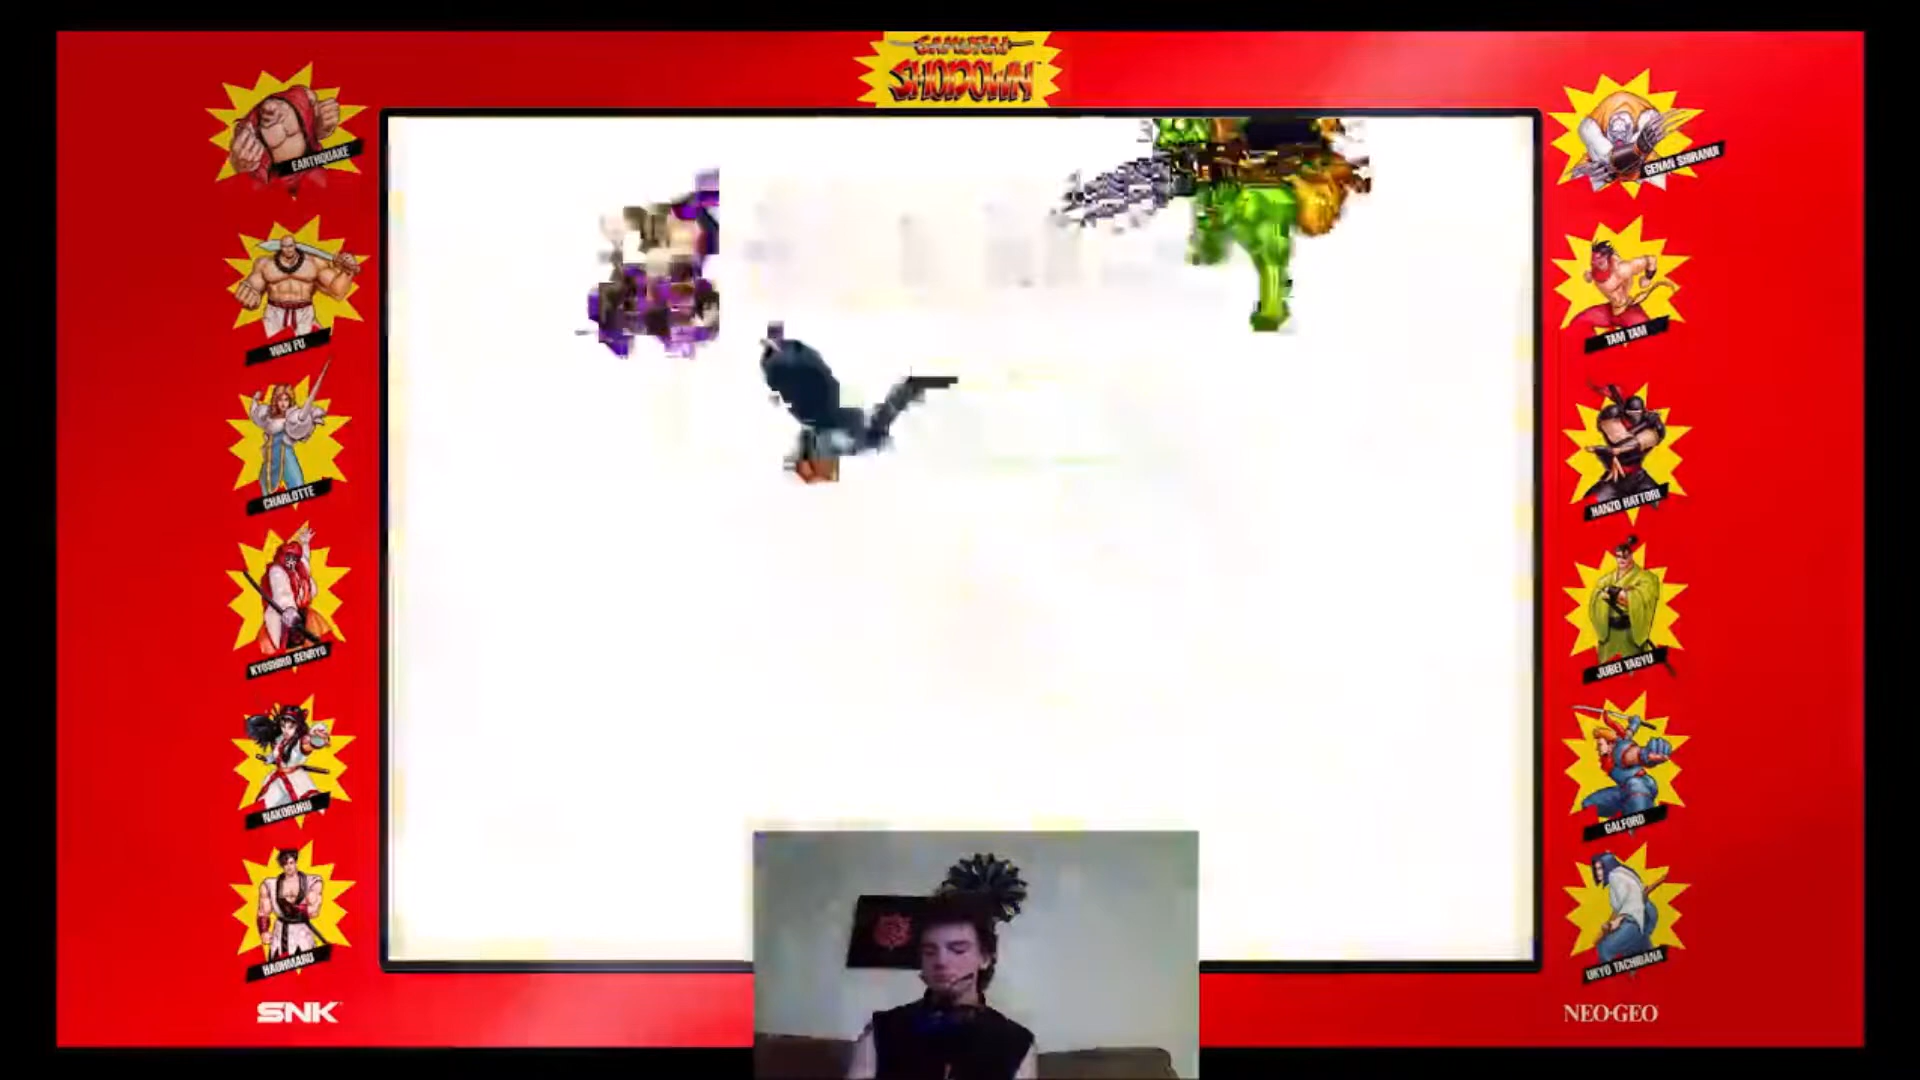 SAMURAI
SHODOWN
EARTHQUAKE
WAN FU
CHARLOTTE
KYOSHIRO SENRYO
NAKORURU
HAOHMARU
SNK
GENAN SHIRANUI
TAM TAM
HANZO HATTORI
JUBEI YAGYU
GALFORD
UKYO TACHIBANA
NEO·GEO